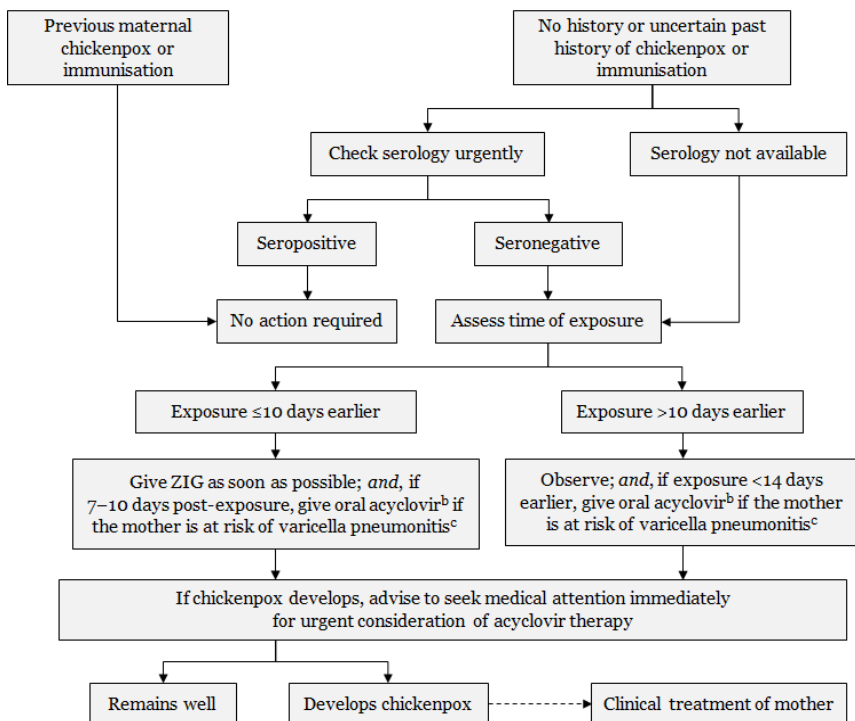 Previous maternal
chickenpox or
immunisation
No history or uncertain past
history of chickenpox or
immunisation
Check serology urgently
Serology not available
Seropositive
Seronegative
No action required
Assess time of exposure
Exposure ≤10 days earlier
Exposure >10 days earlier
Give ZIG as soon as possible; and, if
7–10 days post-exposure, give oral acyclovirᵇ if
the mother is at risk of varicella pneumonitisᶜ
Observe; and, if exposure <14 days
earlier, give oral acyclovirᵇ if the mother
is at risk of varicella pneumonitisᶜ
If chickenpox develops, advise to seek medical attention immediately
for urgent consideration of acyclovir therapy
Remains well
Develops chickenpox
Clinical treatment of mother